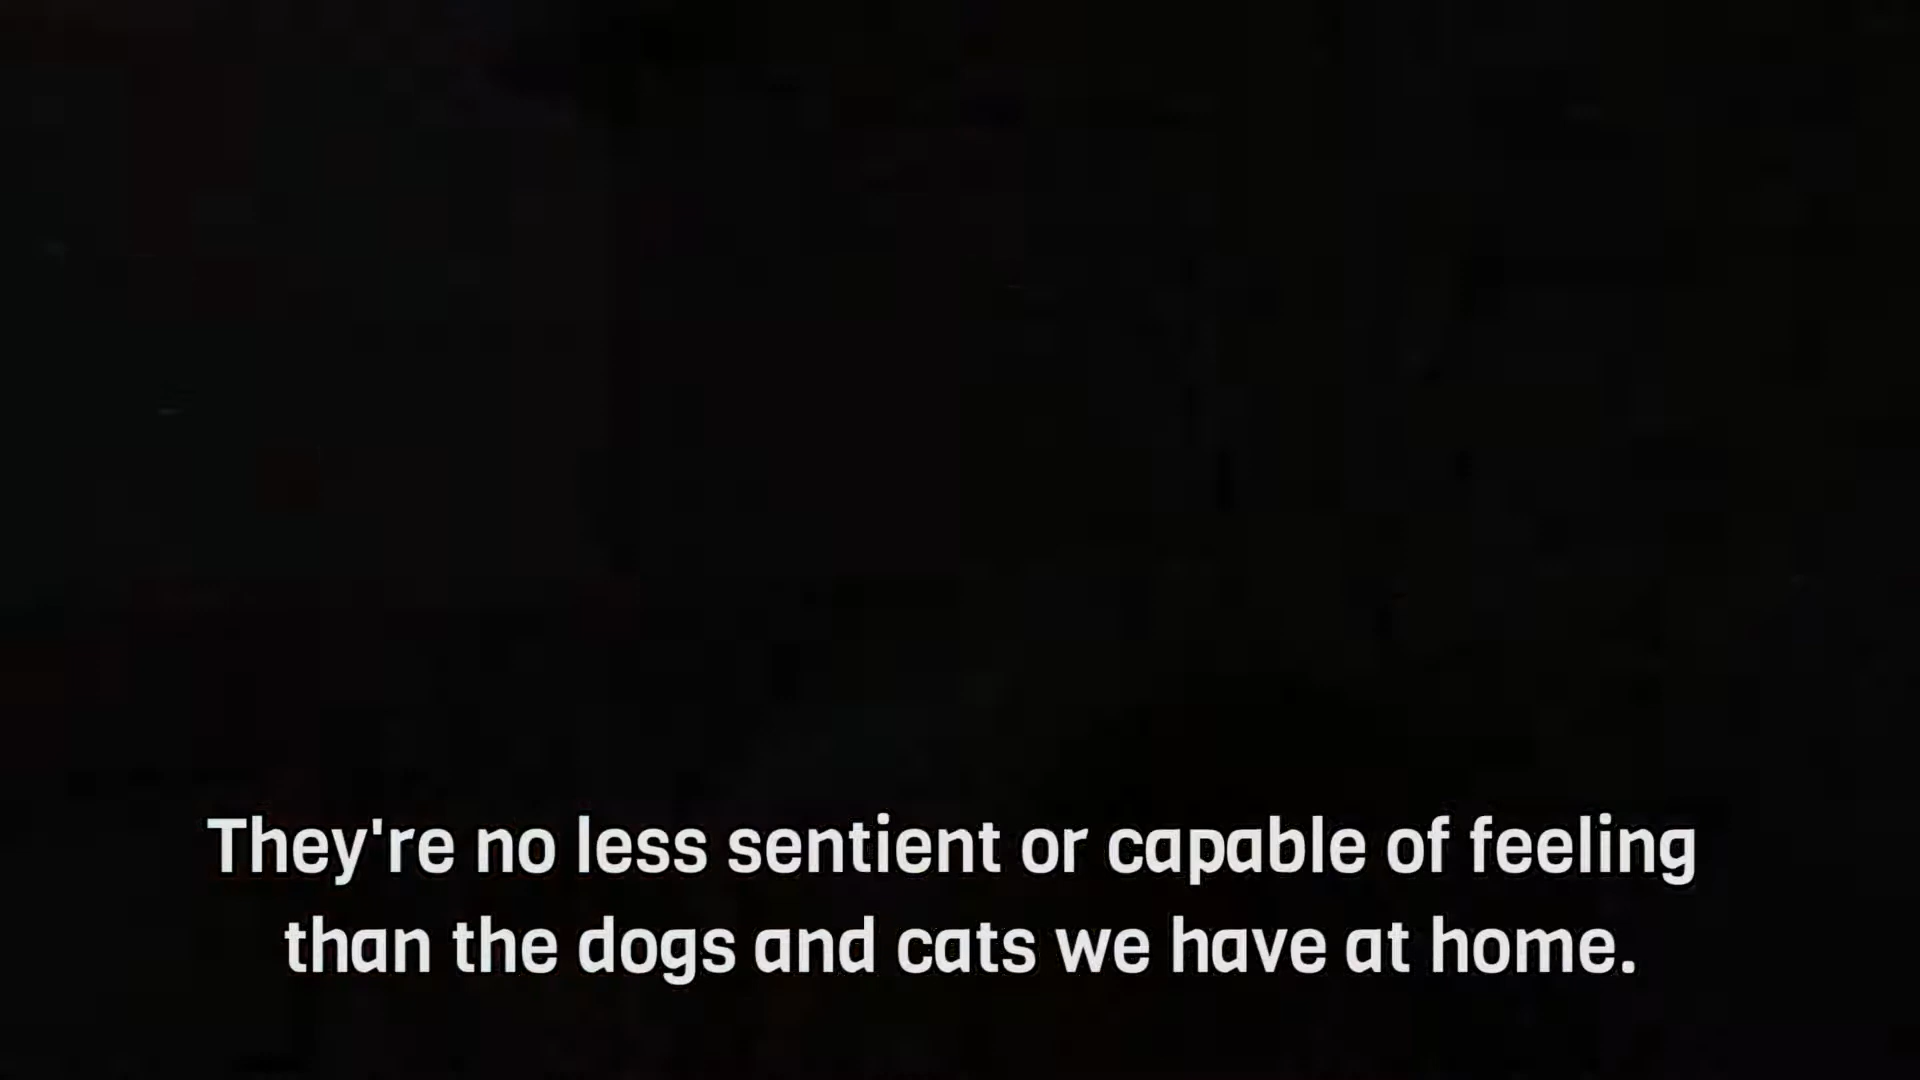 They're no less sentient or capable of feeling
than the dogs and cats we have at home.